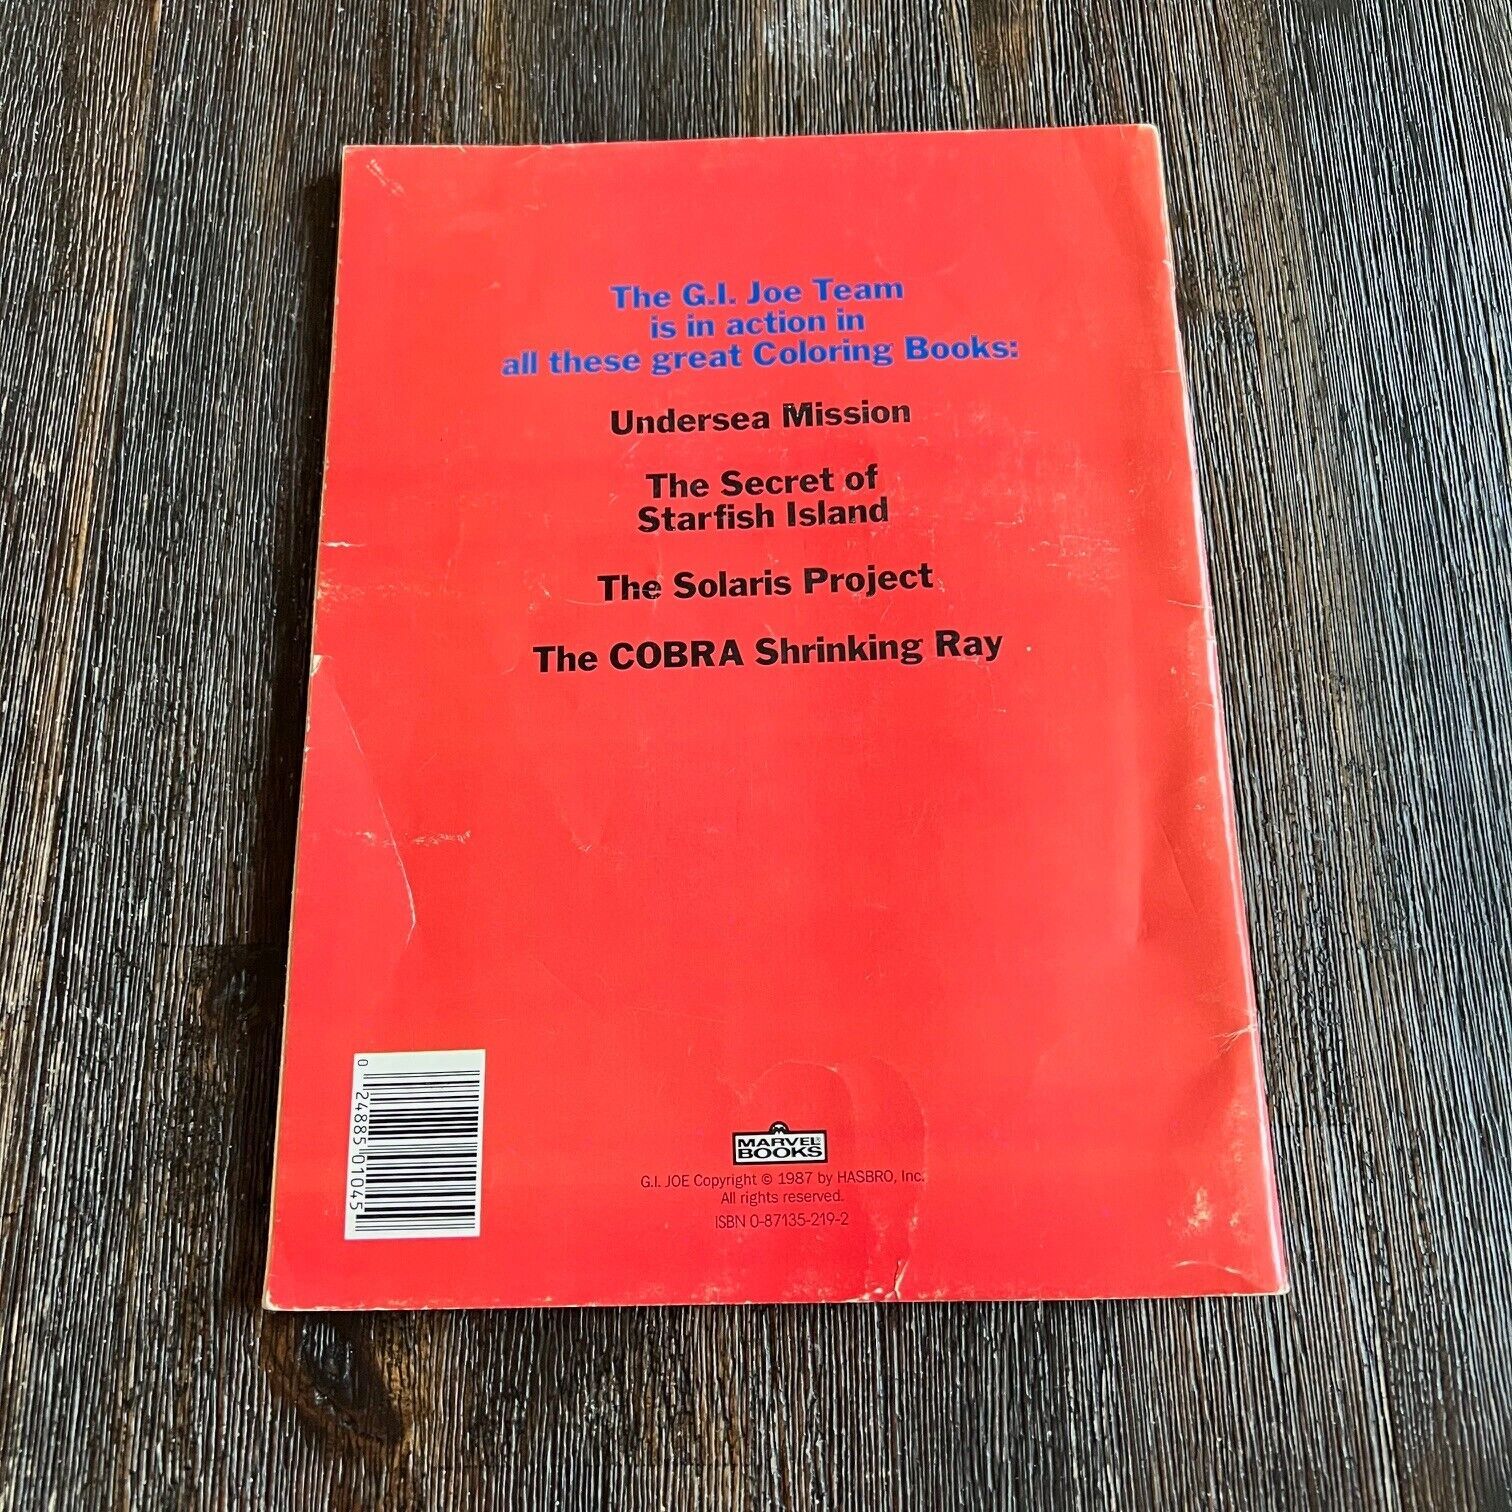 The G.I. Joe Team
is in action in
all these great Coloring Books:
Undersea Mission
The Secret of
Starfish Island
The Solaris Project
The COBRA Shrinking Ray
0 24885 01045
MARVEL®
BOOKS
G.I. JOE Copyright © 1987 by HASBRO, Inc.
All rights reserved.
ISBN 0-87135-219-2